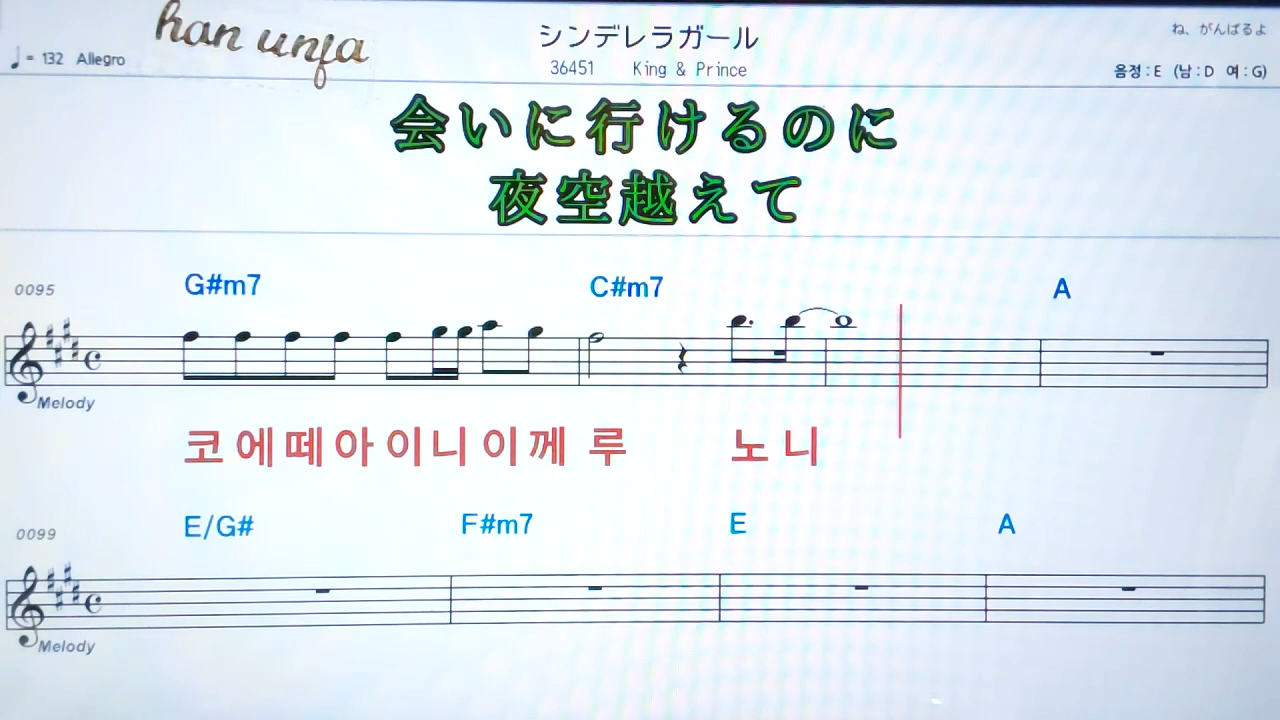 han unfa
シンデレラガール
ね、がんばるよ
♩= 132 Allegro
36451 King & Prince
음정:E (남:D 여:G)
会いに行けるのに
夜空越えて
0095 G#m7 C#m7 A
Melody
코에떼아이니이께루 노니
0099 E/G# F#m7 E A
Melody